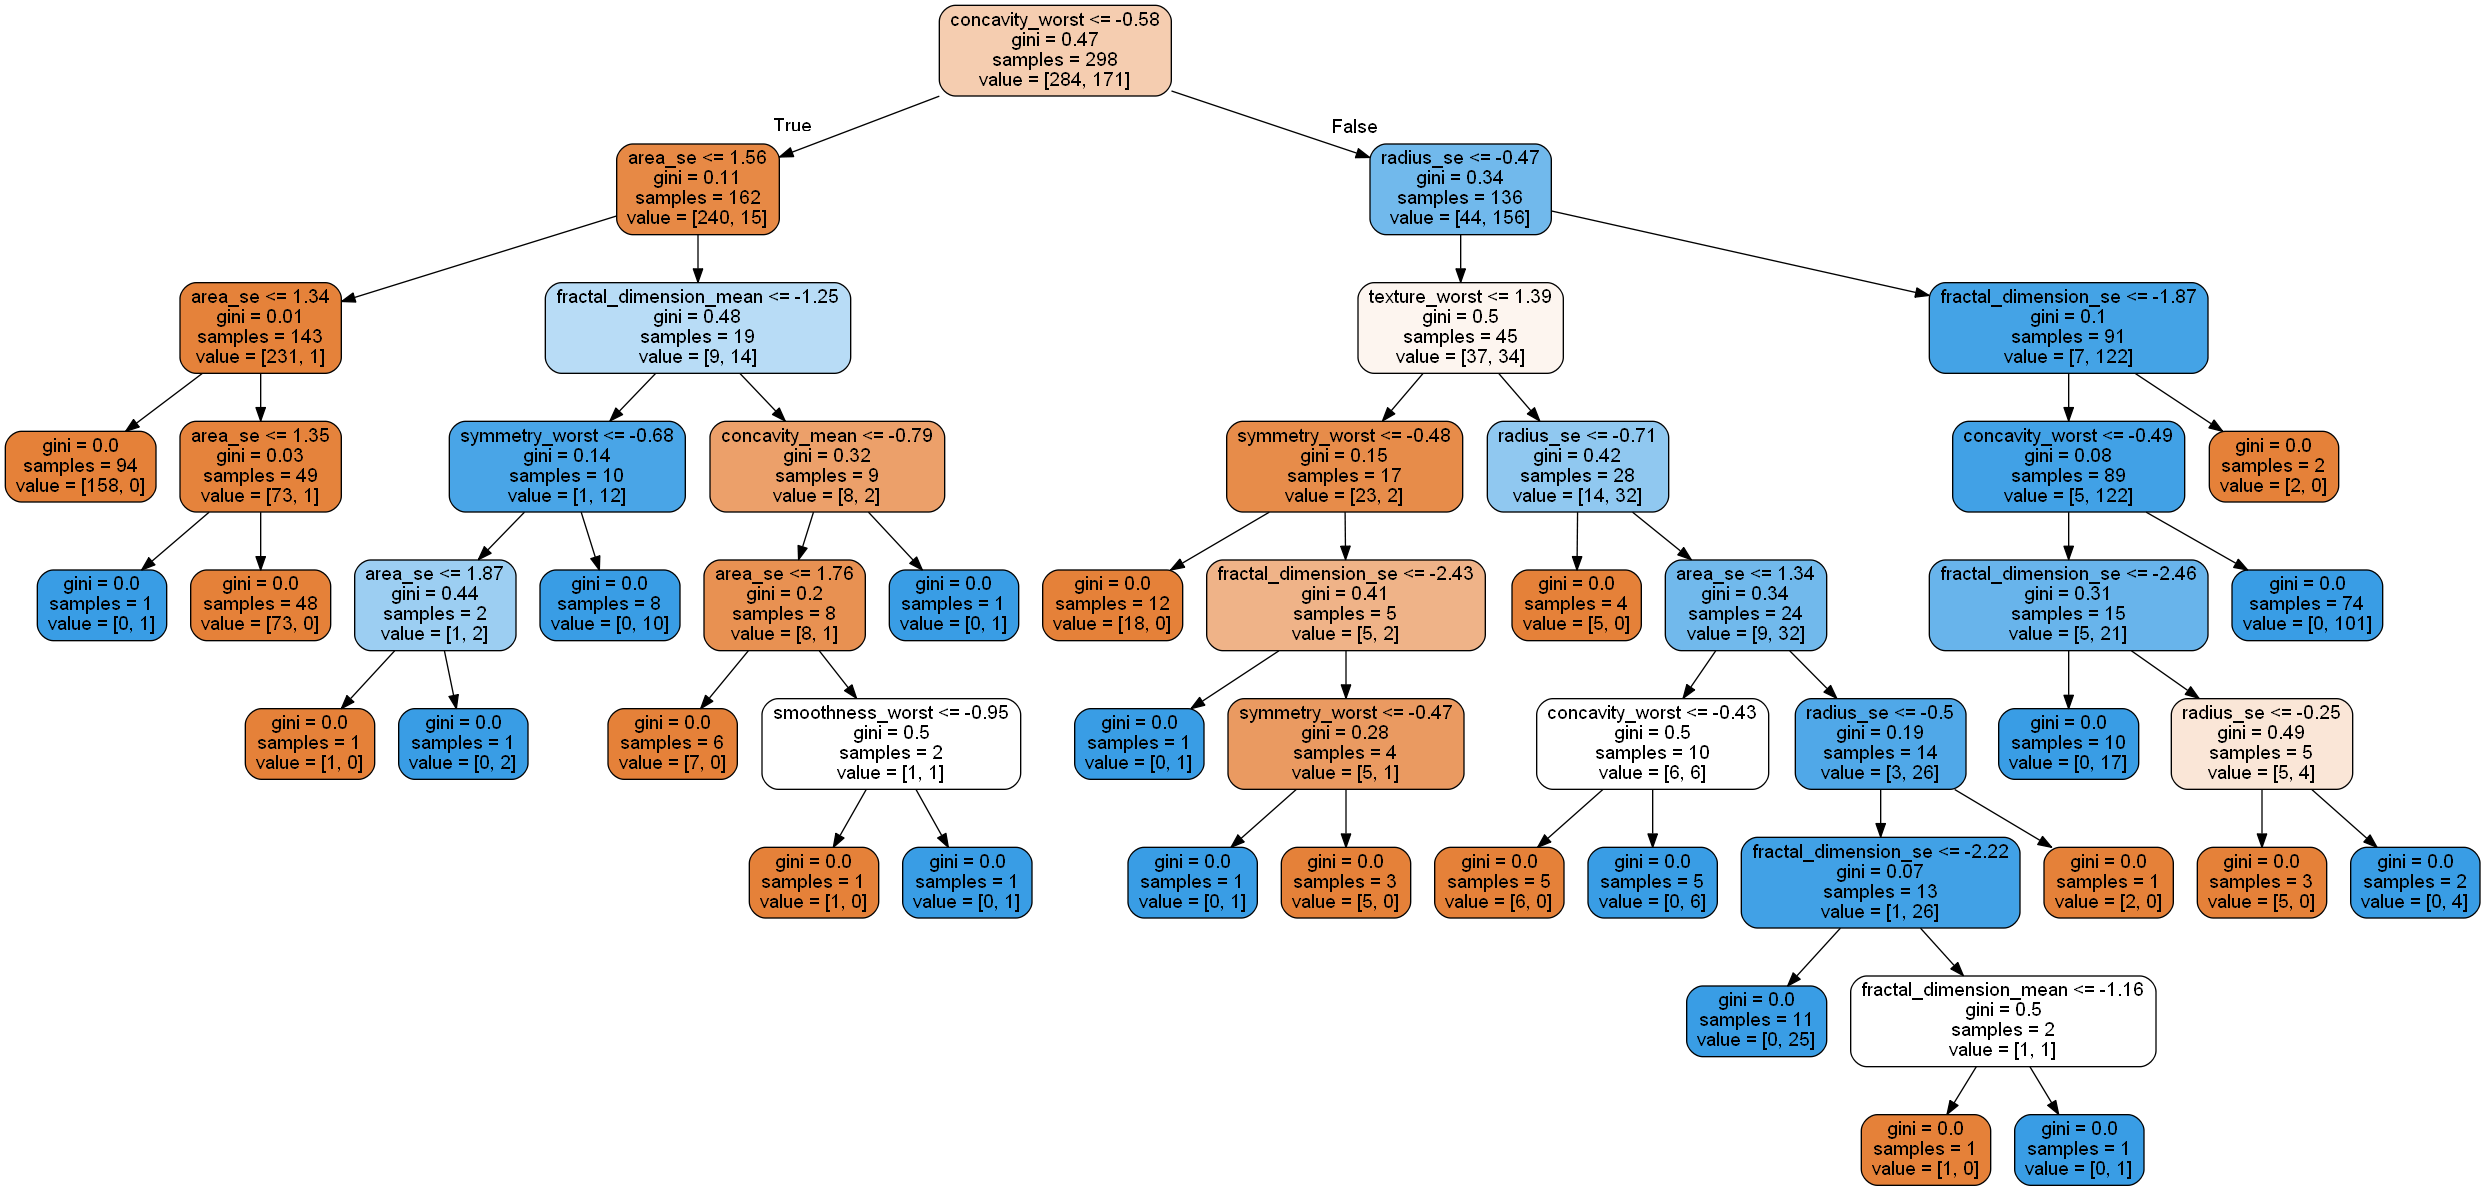 concavity_worst <= -0.58
gini = 0.47
samples = 298
value = [284, 171]
True
False
area_se <= 1.56
gini = 0.11
samples = 162
value = [240, 15]
radius_se <= -0.47
gini = 0.34
samples = 136
value = [44, 156]
area_se <= 1.34
gini = 0.01
samples = 143
value = [231, 1]
fractal_dimension_mean <= -1.25
gini = 0.48
samples = 19
value = [9, 14]
texture_worst <= 1.39
gini = 0.5
samples = 45
value = [37, 34]
fractal_dimension_se <= -1.87
gini = 0.1
samples = 91
value = [7, 122]
gini = 0.0
samples = 94
value = [158, 0]
area_se <= 1.35
gini = 0.03
samples = 49
value = [73, 1]
symmetry_worst <= -0.68
gini = 0.14
samples = 10
value = [1, 12]
concavity_mean <= -0.79
gini = 0.32
samples = 9
value = [8, 2]
symmetry_worst <= -0.48
gini = 0.15
samples = 17
value = [23, 2]
radius_se <= -0.71
gini = 0.42
samples = 28
value = [14, 32]
concavity_worst <= -0.49
gini = 0.08
samples = 89
value = [5, 122]
gini = 0.0
samples = 2
value = [2, 0]
gini = 0.0
samples = 1
value = [0, 1]
gini = 0.0
samples = 48
value = [73, 0]
area_se <= 1.87
gini = 0.44
samples = 2
value = [1, 2]
gini = 0.0
samples = 8
value = [0, 10]
area_se <= 1.76
gini = 0.2
samples = 8
value = [8, 1]
gini = 0.0
samples = 1
value = [0, 1]
gini = 0.0
samples = 12
value = [18, 0]
fractal_dimension_se <= -2.43
gini = 0.41
samples = 5
value = [5, 2]
gini = 0.0
samples = 4
value = [5, 0]
area_se <= 1.34
gini = 0.34
samples = 24
value = [9, 32]
fractal_dimension_se <= -2.46
gini = 0.31
samples = 15
value = [5, 21]
gini = 0.0
samples = 74
value = [0, 101]
gini = 0.0
samples = 1
value = [1, 0]
gini = 0.0
samples = 1
value = [0, 2]
gini = 0.0
samples = 6
value = [7, 0]
smoothness_worst <= -0.95
gini = 0.5
samples = 2
value = [1, 1]
gini = 0.0
samples = 1
value = [0, 1]
symmetry_worst <= -0.47
gini = 0.28
samples = 4
value = [5, 1]
concavity_worst <= -0.43
gini = 0.5
samples = 10
value = [6, 6]
radius_se <= -0.5
gini = 0.19
samples = 14
value = [3, 26]
gini = 0.0
samples = 10
value = [0, 17]
radius_se <= -0.25
gini = 0.49
samples = 5
value = [5, 4]
gini = 0.0
samples = 1
value = [1, 0]
gini = 0.0
samples = 1
value = [0, 1]
gini = 0.0
samples = 1
value = [0, 1]
gini = 0.0
samples = 3
value = [5, 0]
gini = 0.0
samples = 5
value = [6, 0]
gini = 0.0
samples = 5
value = [0, 6]
fractal_dimension_se <= -2.22
gini = 0.07
samples = 13
value = [1, 26]
gini = 0.0
samples = 1
value = [2, 0]
gini = 0.0
samples = 3
value = [5, 0]
gini = 0.0
samples = 2
value = [0, 4]
gini = 0.0
samples = 11
value = [0, 25]
fractal_dimension_mean <= -1.16
gini = 0.5
samples = 2
value = [1, 1]
gini = 0.0
samples = 1
value = [1, 0]
gini = 0.0
samples = 1
value = [0, 1]